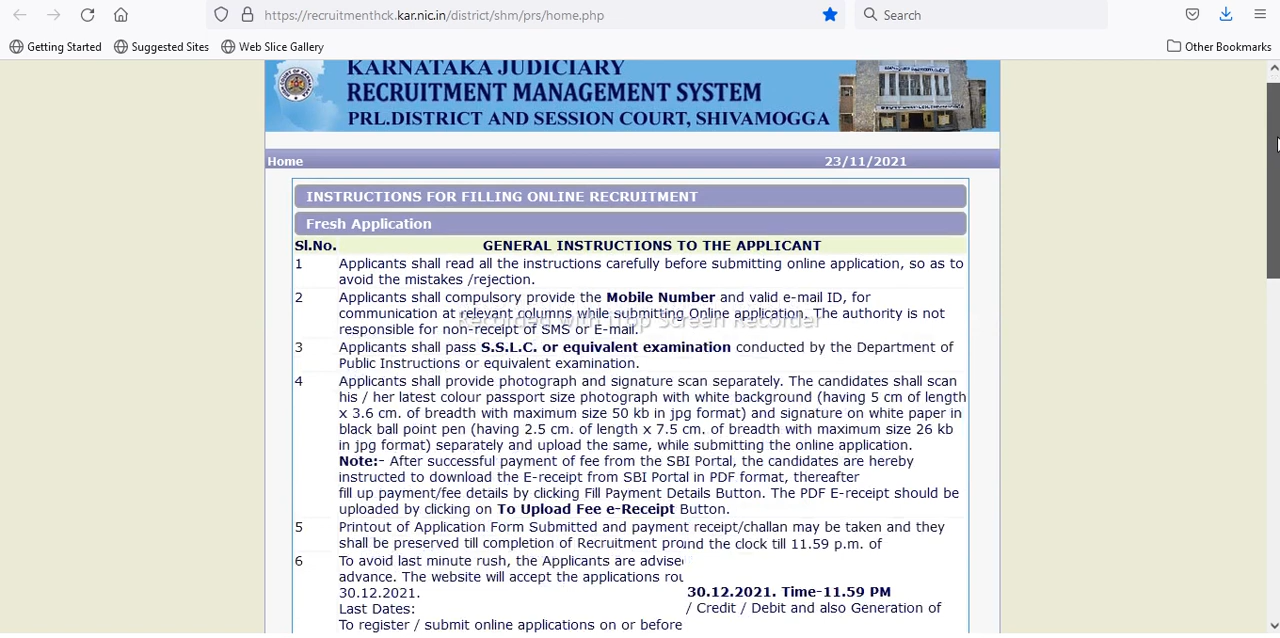 https://recruitmenthck.kar.nic.in/district/shm/prs/home.php
Search
Getting Started
Suggested Sites
Web Slice Gallery
Other Bookmarks
KARNATAKA JUDICIARY
RECRUITMENT MANAGEMENT SYSTEM
PRL.DISTRICT AND SESSION COURT, SHIVAMOGGA
Home 23/11/2021
INSTRUCTIONS FOR FILLING ONLINE RECRUITMENT
Fresh Application
Sl.No. GENERAL INSTRUCTIONS TO THE APPLICANT
1 Applicants shall read all the instructions carefully before submitting online application, so as to
avoid the mistakes /rejection.
2 Applicants shall compulsory provide the Mobile Number and valid e-mail ID, for
communication at relevant columns while submitting Online application. The authority is not
Recorded with iTop Screen Recorder
responsible for non-receipt of SMS or E-mail.
3 Applicants shall pass S.S.L.C. or equivalent examination conducted by the Department of
Public Instructions or equivalent examination.
4 Applicants shall provide photograph and signature scan separately. The candidates shall scan
his / her latest colour passport size photograph with white background (having 5 cm of length
x 3.6 cm. of breadth with maximum size 50 kb in jpg format) and signature on white paper in
black ball point pen (having 2.5 cm. of length x 7.5 cm. of breadth with maximum size 26 kb
in jpg format) separately and upload the same, while submitting the online application.
Note:- After successful payment of fee from the SBI Portal, the candidates are hereby
instructed to download the E-receipt from SBI Portal in PDF format, thereafter
fill up payment/fee details by clicking Fill Payment Details Button. The PDF E-receipt should be
uploaded by clicking on To Upload Fee e-Receipt Button.
5 Printout of Application Form Submitted and payment receipt/challan may be taken and they
shall be preserved till completion of Recruitment pro nd the clock till 11.59 p.m. of
6 To avoid last minute rush, the Applicants are advise
advance. The website will accept the applications rou
30.12.2021. 30.12.2021. Time-11.59 PM
Last Dates: / Credit / Debit and also Generation of
To register / submit online applications on or before